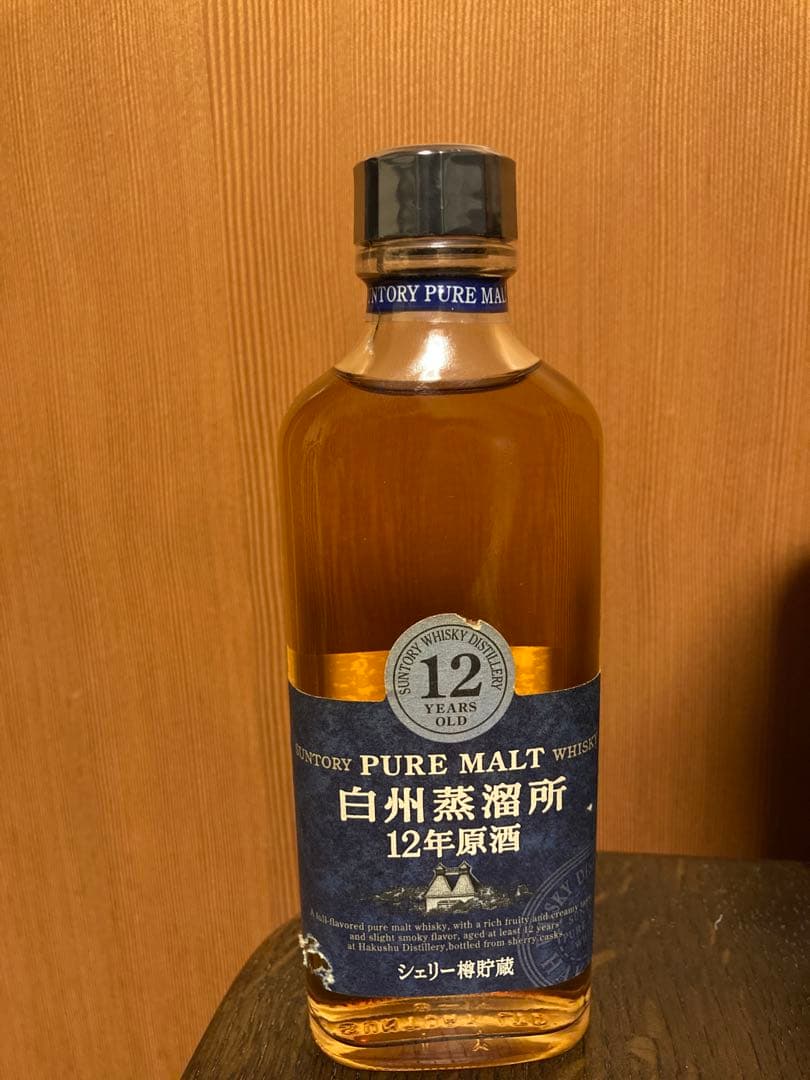 NTORY PURE MAL
SUNTORY WHISKY DISTILLERY
12
YEARS
OLD
SUNTORY PURE MALT WHISKY
白州蒸溜所
12年原酒
A full-flavored pure malt whisky, with a rich fruity and creamy
and slight smoky flavor, aged at least 12 years
at Hakushu Distillery, bottled from sherry casks
シェリー樽貯蔵